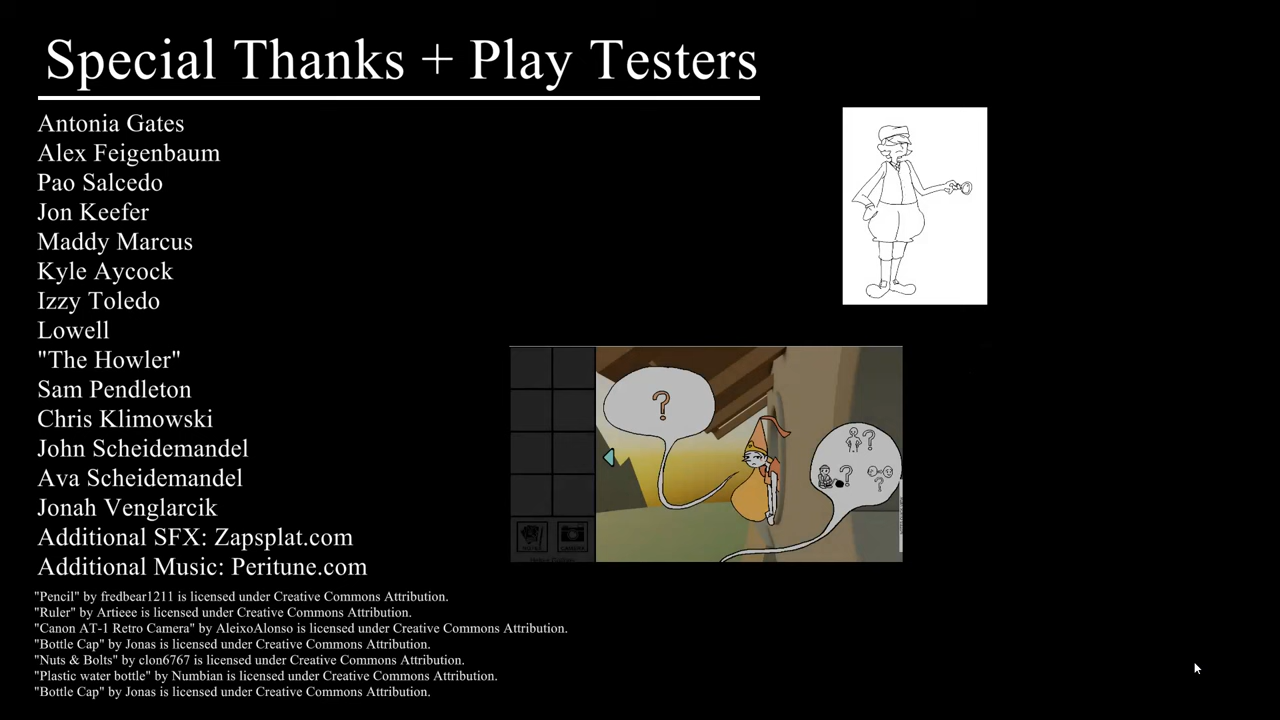 Special Thanks + Play Testers
Antonia Gates
Alex Feigenbaum
Pao Salcedo
Jon Keefer
Maddy Marcus
Kyle Aycock
Izzy Toledo
Lowell
"The Howler"
Sam Pendleton
Chris Klimowski
John Scheidemandel
Ava Scheidemandel
Jonah Venglarcik
Additional SFX: Zapsplat.com
Additional Music: Peritune.com
"Pencil" by fredbear1211 is licensed under Creative Commons Attribution.
"Ruler" by Artieee is licensed under Creative Commons Attribution.
"Canon AT-1 Retro Camera" by AleixoAlonso is licensed under Creative Commons Attribution.
"Bottle Cap" by Jonas is licensed under Creative Commons Attribution.
"Nuts & Bolts" by clon6767 is licensed under Creative Commons Attribution.
"Plastic water bottle" by Numbian is licensed under Creative Commons Attribution.
"Bottle Cap" by Jonas is licensed under Creative Commons Attribution.
?
?
? ?
?